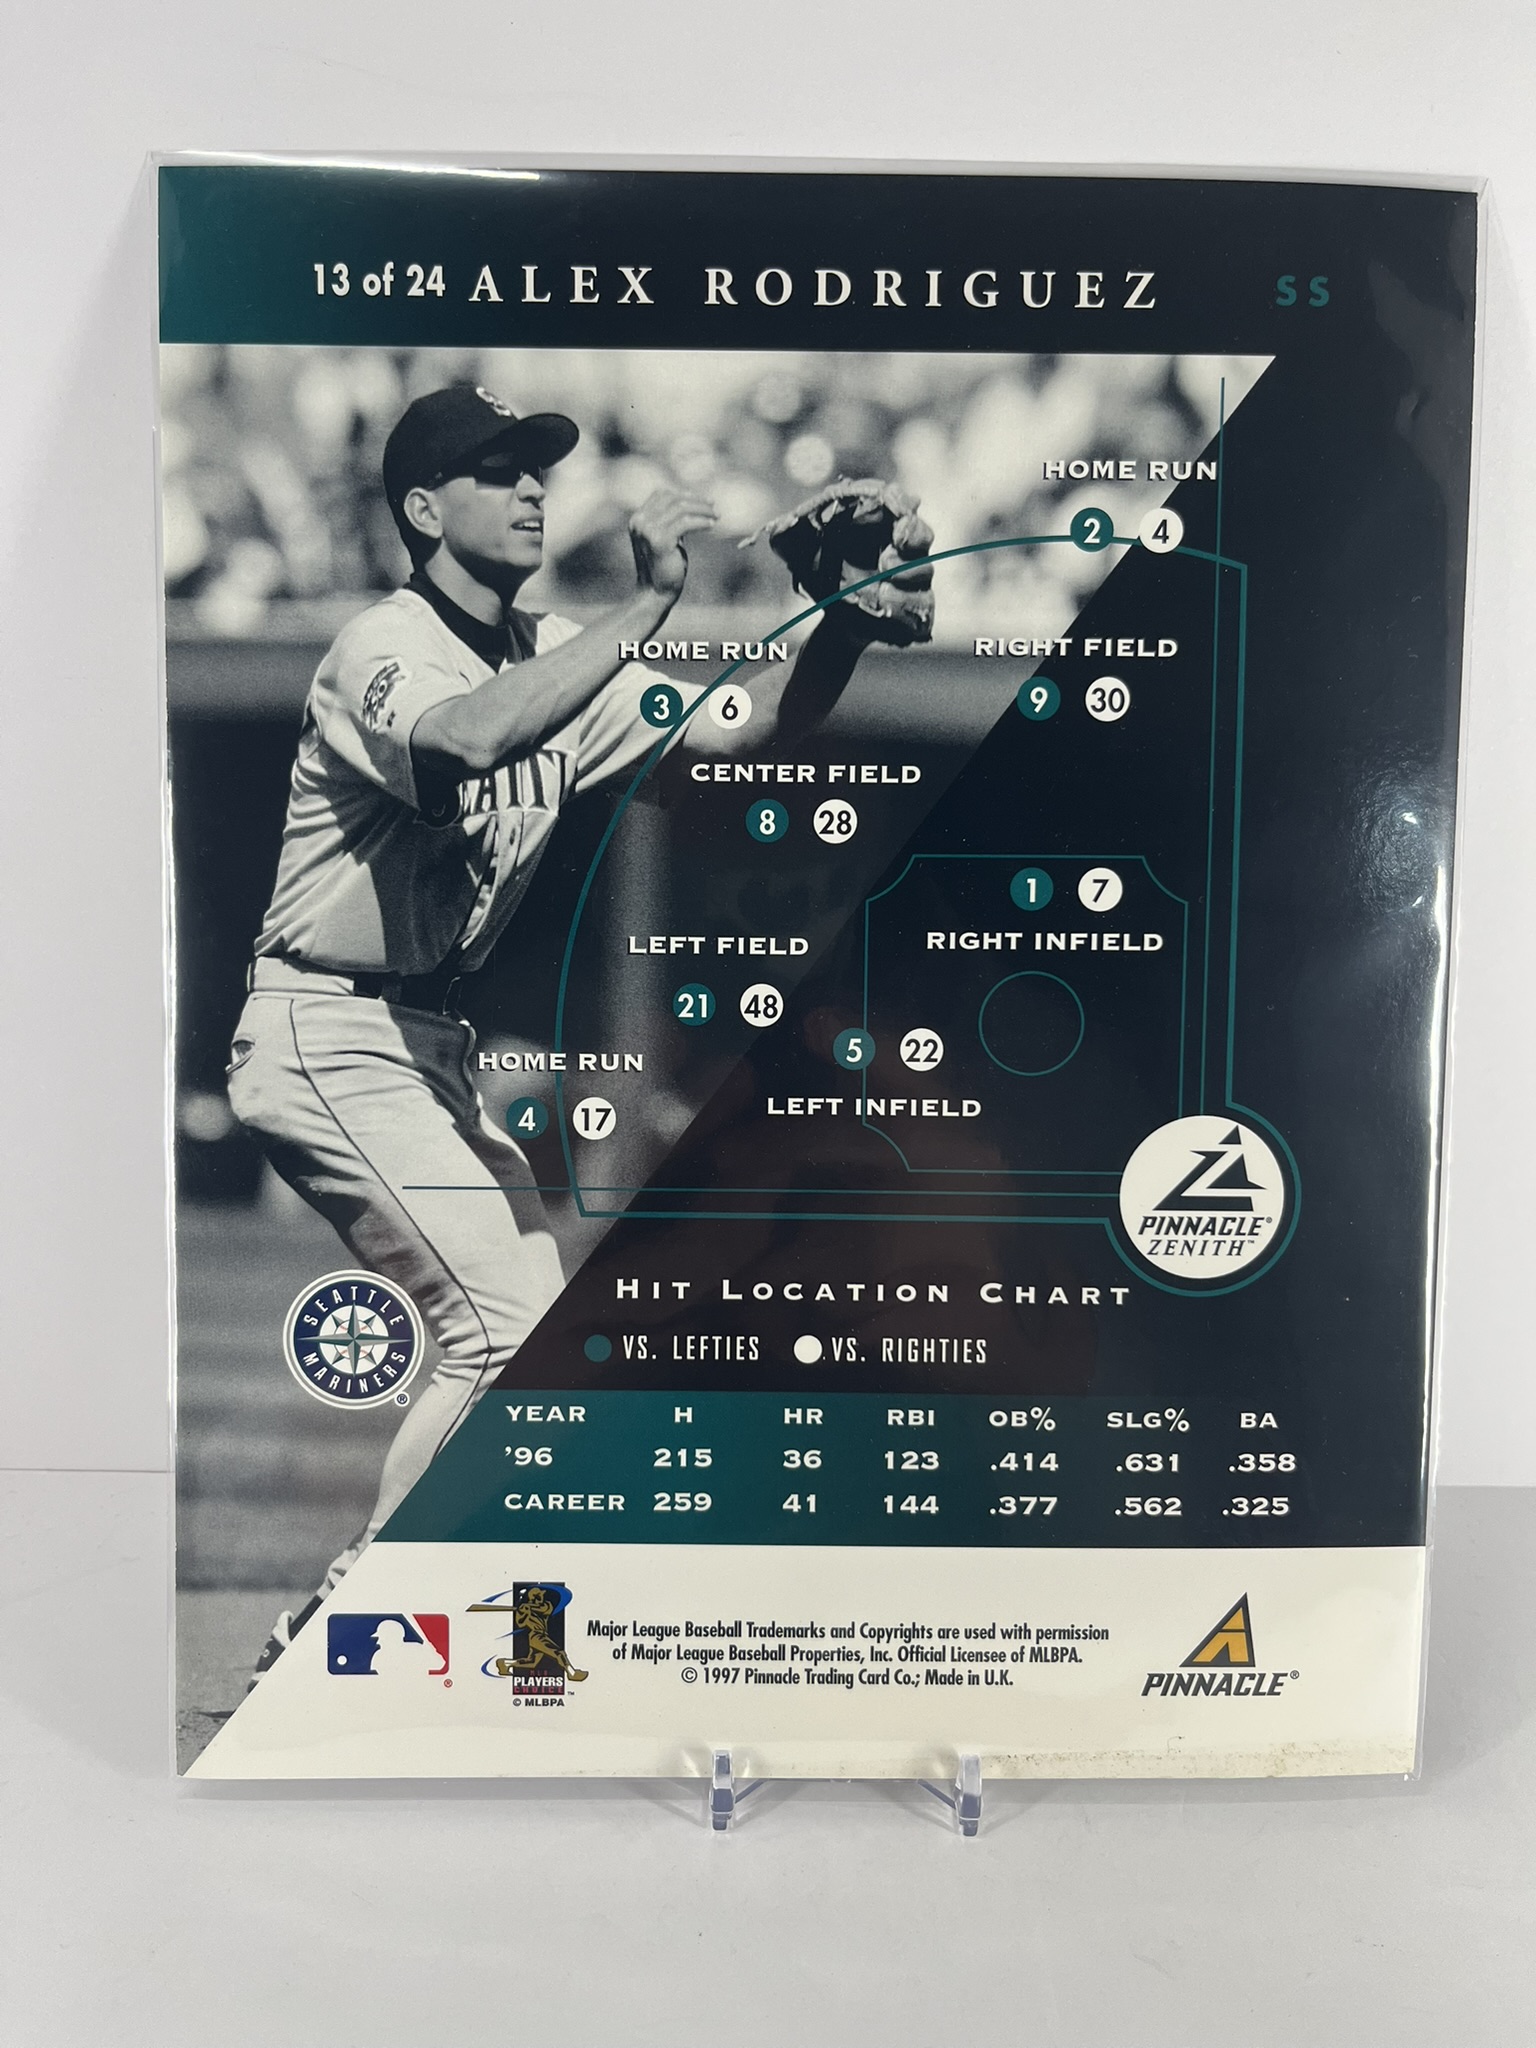 13 of 24 ALEX RODRIGUEZ SS
HOME RUN
2 4
HOME RUN
3 6
RIGHT FIELD
9 30
CENTER FIELD
8 28
1 7
RIGHT INFIELD
LEFT FIELD
21 48
5 22
LEFT INFIELD
HOME RUN
4 17
PINNACLE®
ZENITH™
HIT LOCATION CHART
VS. LEFTIES VS. RIGHTIES
SEATTLE
MARINERS
®
YEAR H HR RBI OB% SLG% BA
'96 215 36 123 .414 .631 .358
CAREER 259 41 144 .377 .562 .325
®
PLAYERS
CHOICE
™
© MLBPA
Major League Baseball Trademarks and Copyrights are used with permission
of Major League Baseball Properties, Inc. Official Licensee of MLBPA.
© 1997 Pinnacle Trading Card Co.; Made in U.K.
PINNACLE®